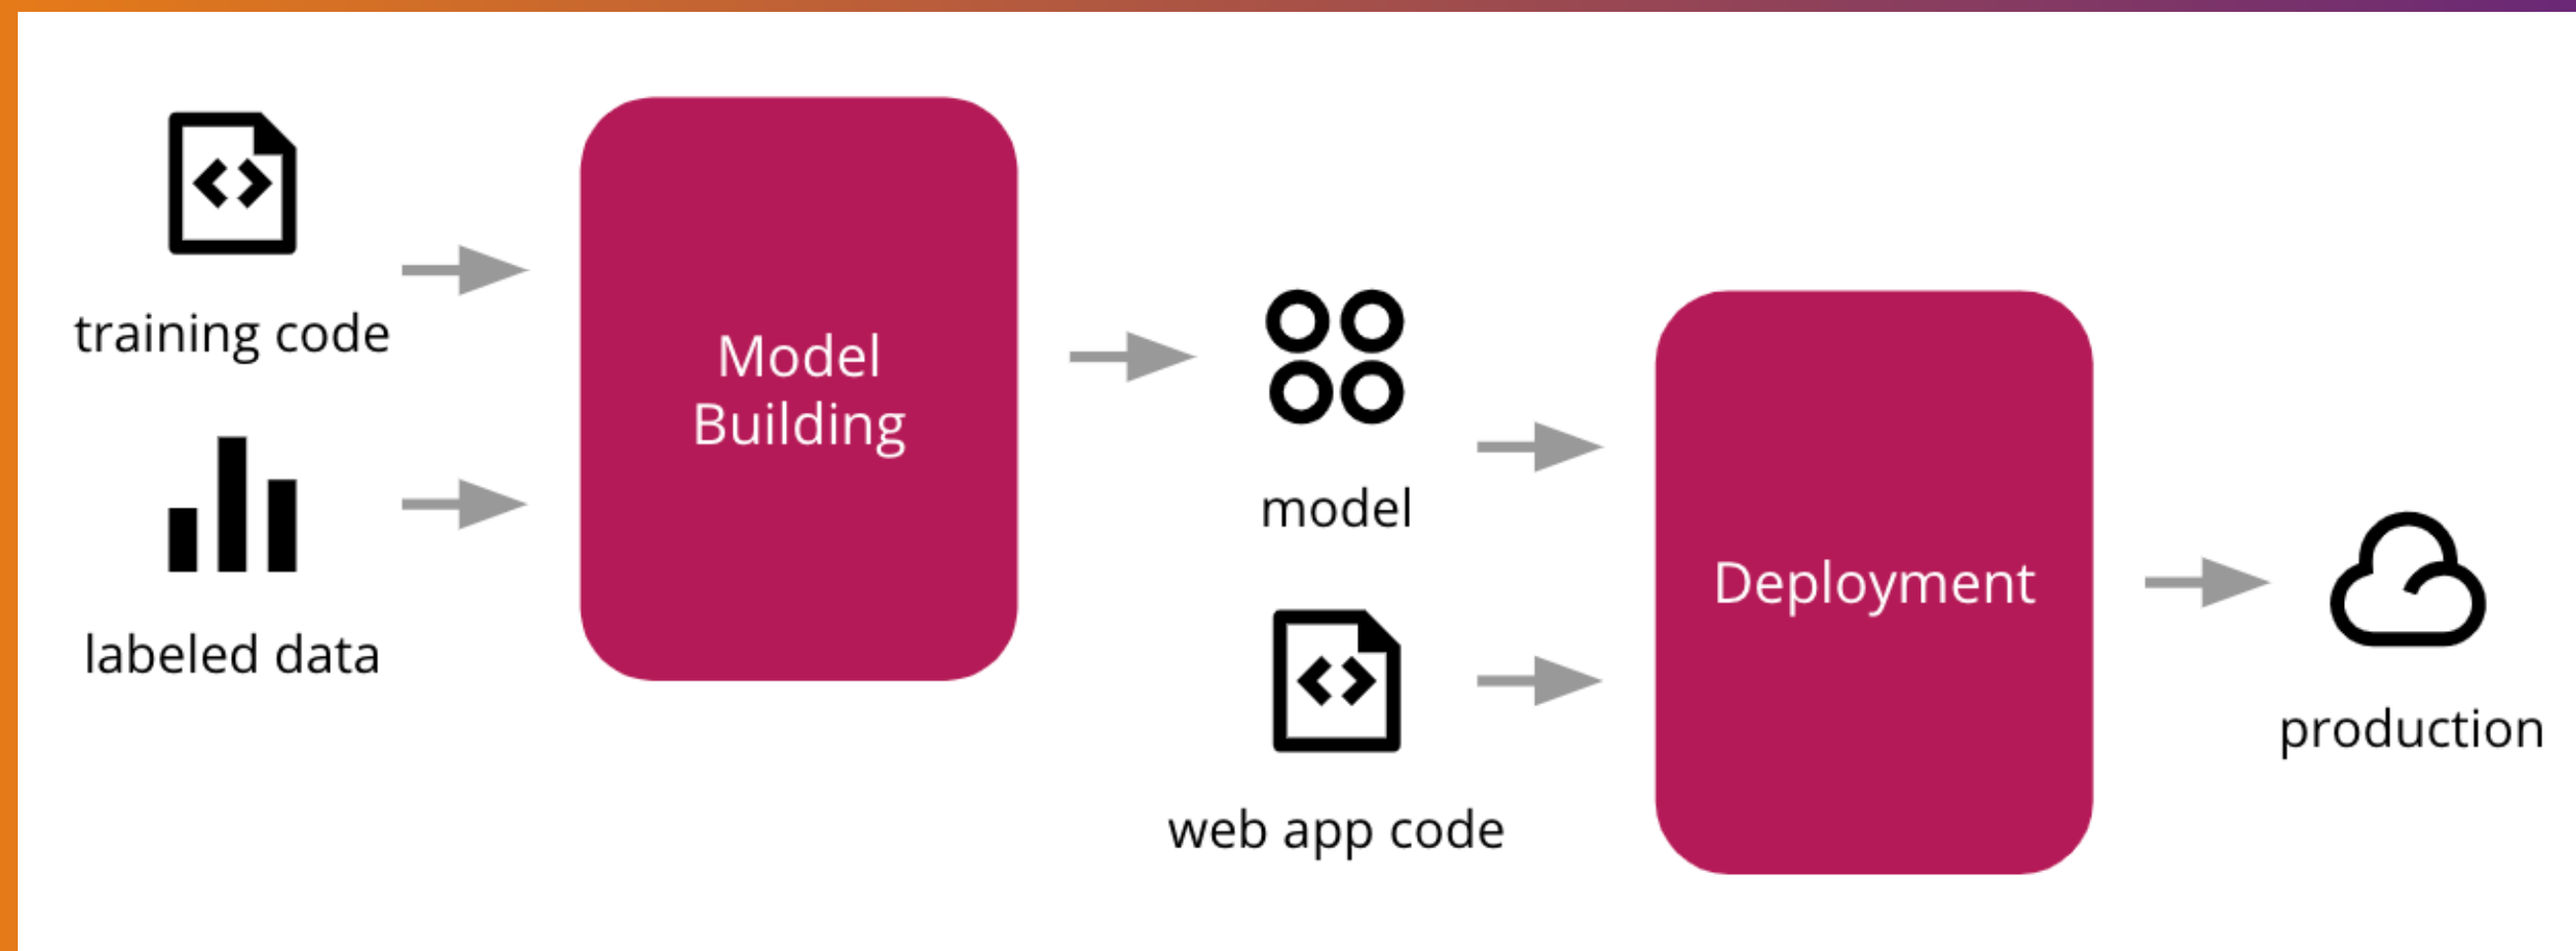 training code
labeled data
Model
Building
model
web app code
Deployment
production